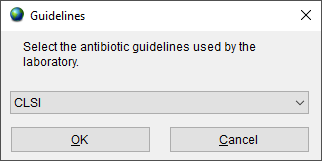 Guidelines
Select the antibiotic guidelines used by the
laboratory.
CLSI
OK
Cancel